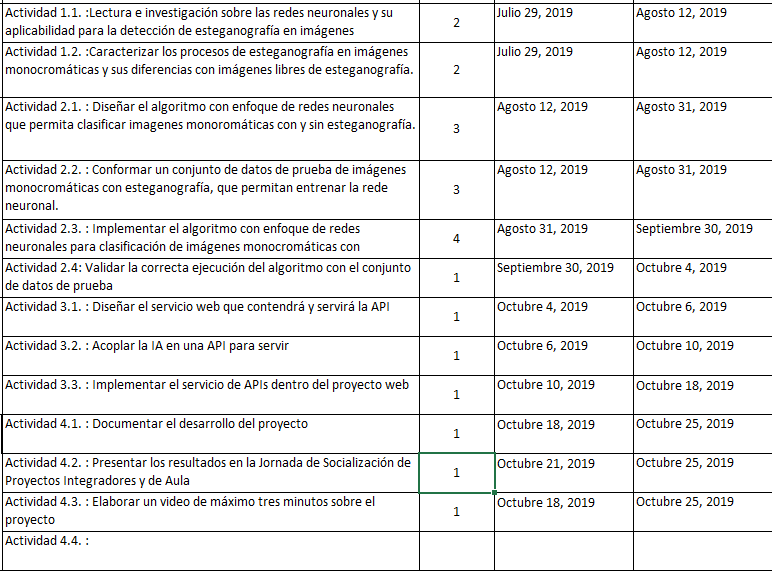 Actividad 1.1. :Lectura e investigación sobre las redes neuronales y su
aplicabilidad para la detección de esteganografía en imágenes
2
Julio 29, 2019
Agosto 12, 2019
Actividad 1.2. :Caracterizar los procesos de esteganografía en imágenes
monocromáticas y sus diferencias con imágenes libres de esteganografía.
2
Julio 29, 2019
Agosto 12, 2019
Actividad 2.1. : Diseñar el algoritmo con enfoque de redes neuronales
que permita clasificar imagenes monoromáticas con y sin esteganografía.
3
Agosto 12, 2019
Agosto 31, 2019
Actividad 2.2. : Conformar un conjunto de datos de prueba de imágenes
monocromáticas con esteganografía, que permitan entrenar la rede
neuronal.
3
Agosto 12, 2019
Agosto 31, 2019
Actividad 2.3. : Implementar el algoritmo con enfoque de redes
neuronales para clasificación de imágenes monocromáticas con
4
Agosto 31, 2019
Septiembre 30, 2019
Actividad 2.4: Validar la correcta ejecución del algoritmo con el conjunto
de datos de prueba
1
Septiembre 30, 2019
Octubre 4, 2019
Actividad 3.1. : Diseñar el servicio web que contendrá y servirá la API
1
Octubre 4, 2019
Octubre 6, 2019
Actividad 3.2. : Acoplar la IA en una API para servir
1
Octubre 6, 2019
Octubre 10, 2019
Actividad 3.3. : Implementar el servicio de APIs dentro del proyecto web
1
Octubre 10, 2019
Octubre 18, 2019
Actividad 4.1. : Documentar el desarrollo del proyecto
1
Octubre 18, 2019
Octubre 25, 2019
Actividad 4.2. : Presentar los resultados en la Jornada de Socialización de
Proyectos Integradores y de Aula
1
Octubre 21, 2019
Octubre 25, 2019
Actividad 4.3. : Elaborar un video de máximo tres minutos sobre el
proyecto
1
Octubre 18, 2019
Octubre 25, 2019
Actividad 4.4. :